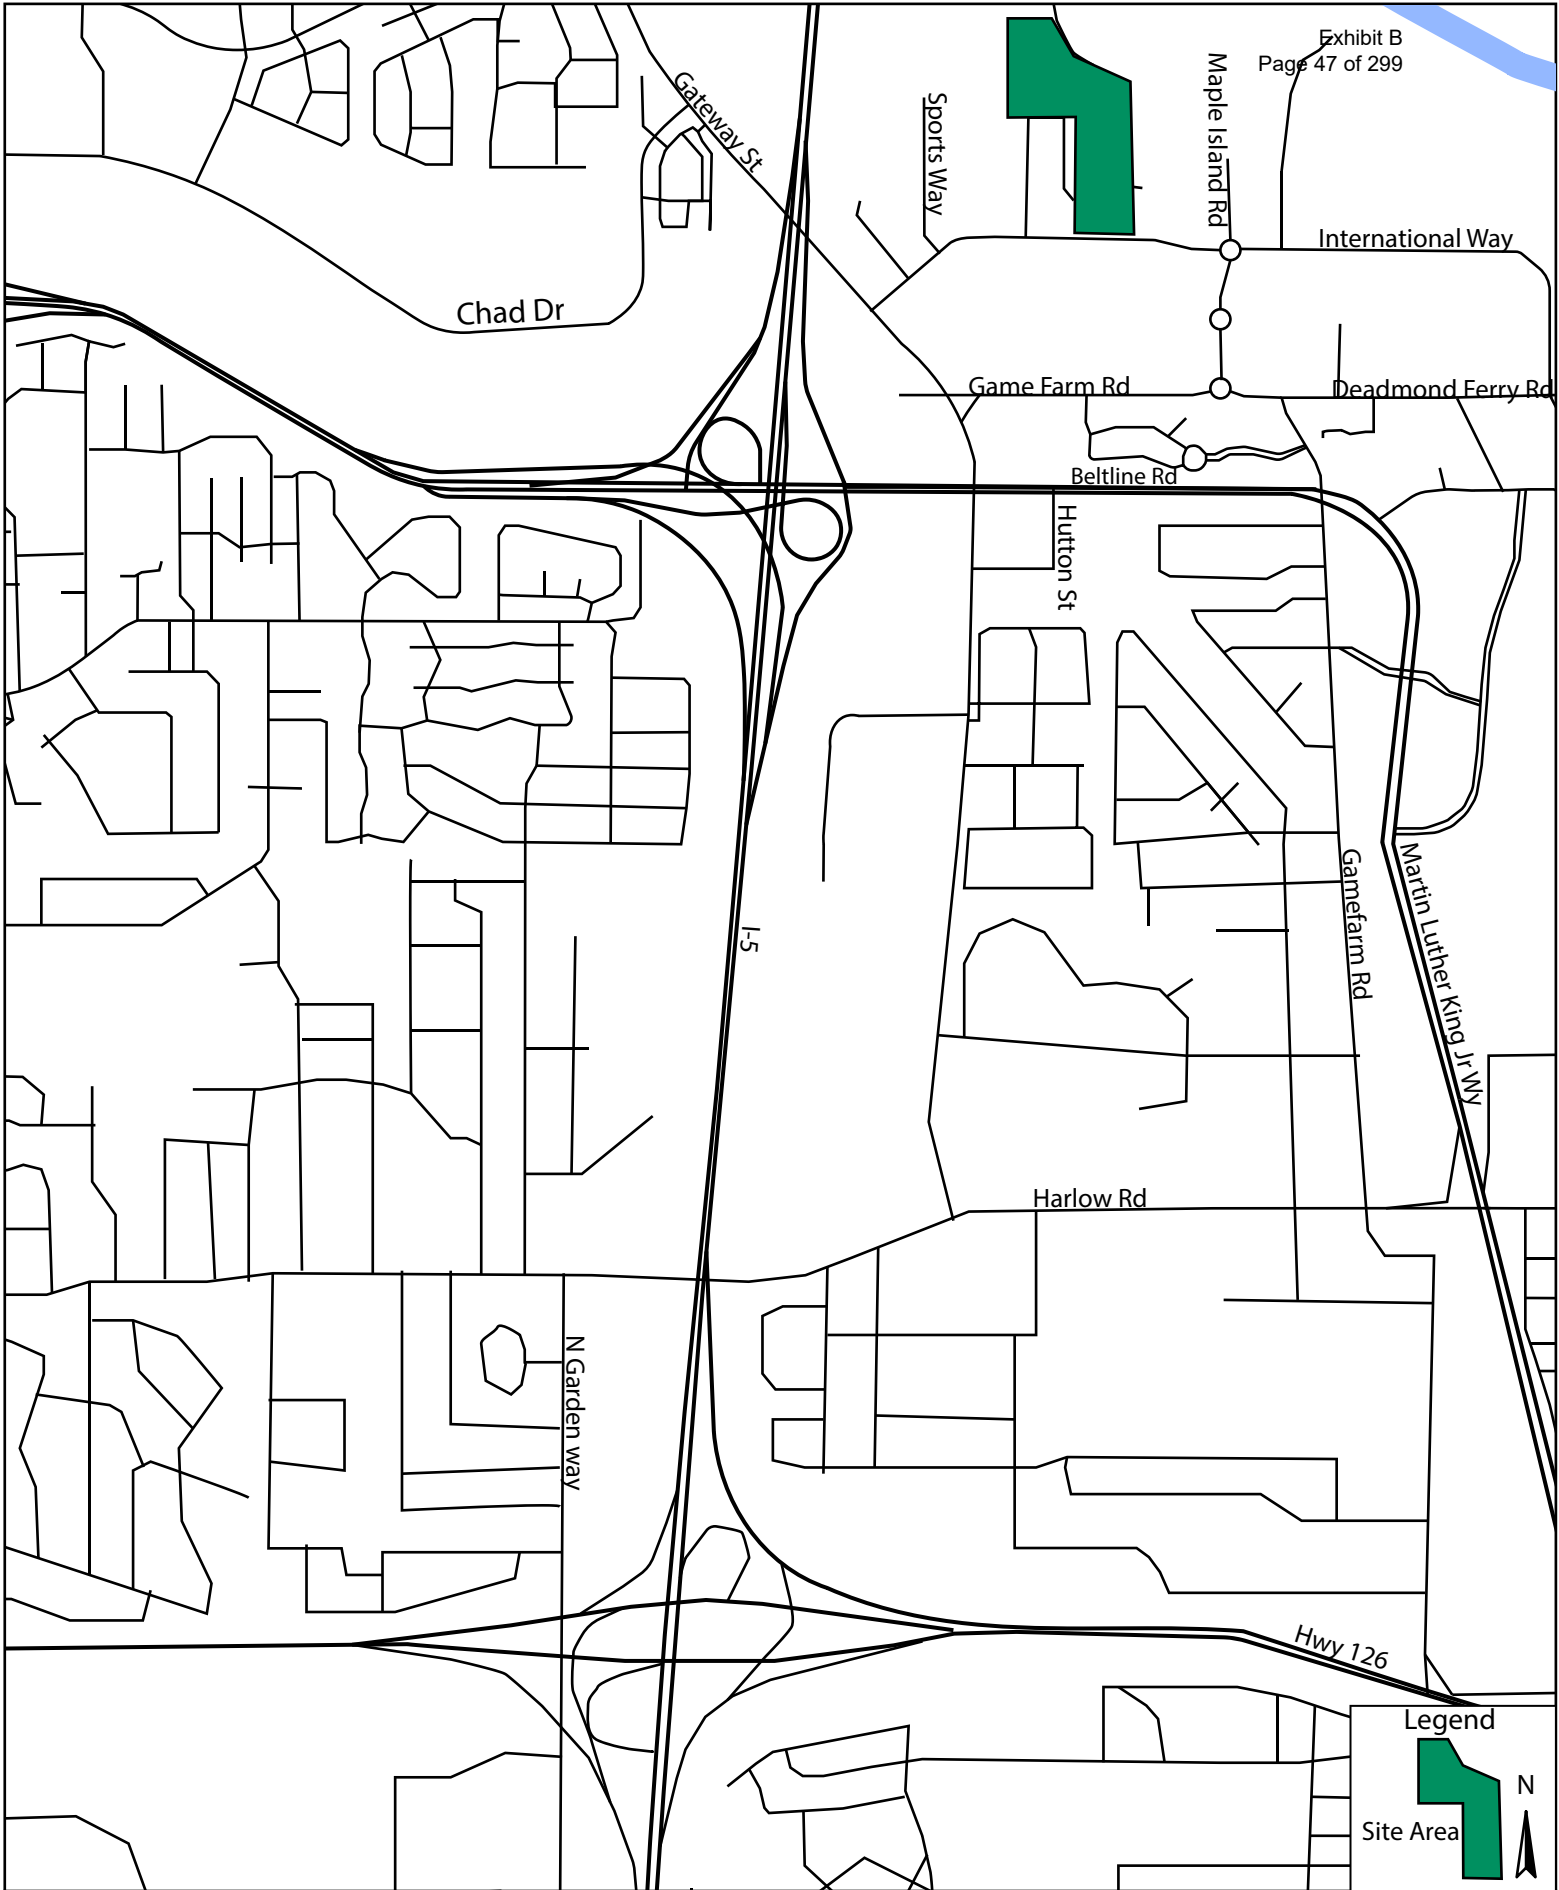 Exhibit B
Page 47 of 299
Gateway St
Sports Way
Maple Island Rd
International Way
Chad Dr
Game Farm Rd
Deadmond Ferry Rd
Beltline Rd
Hutton St
I-5
Gamefarm Rd
Martin Luther King Jr Wy
Harlow Rd
N Garden way
Hwy 126
Legend
N
Site Area